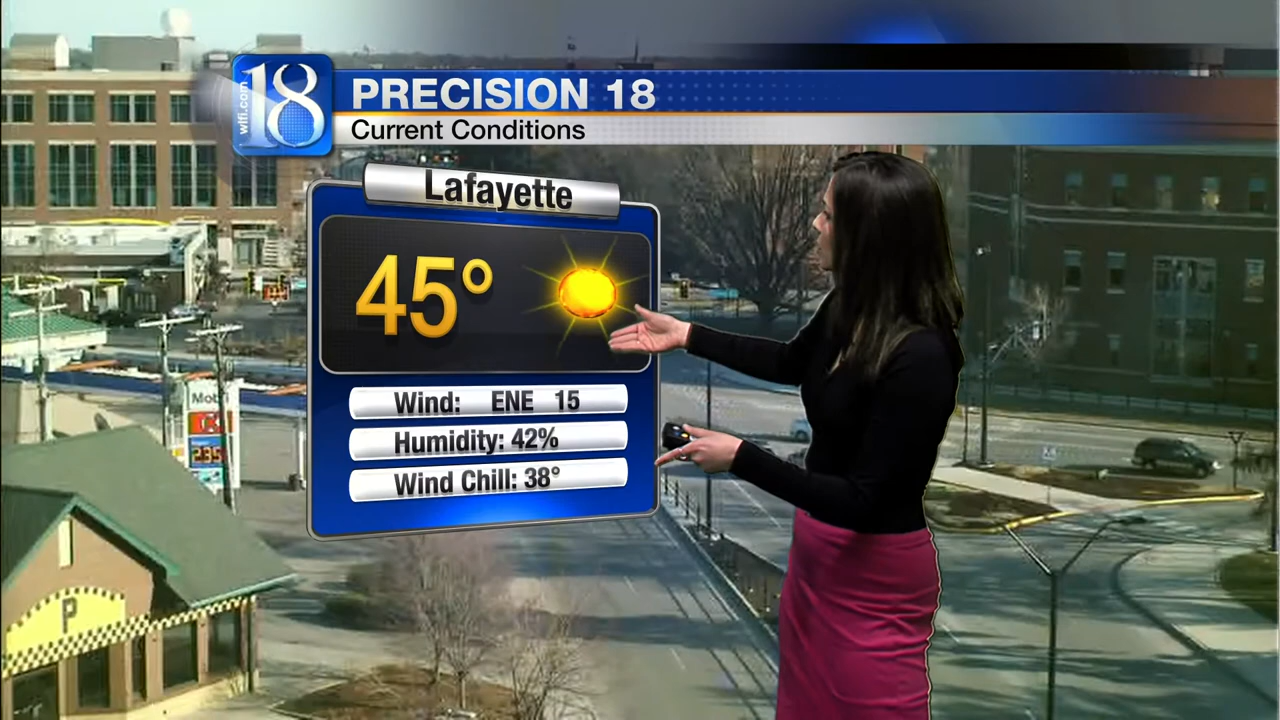 wlfi.com
18
PRECISION 18
Current Conditions
Lafayette
45°
Wind: ENE 15
Humidity: 42%
Wind Chill: 38°
Mobil
2.35
P